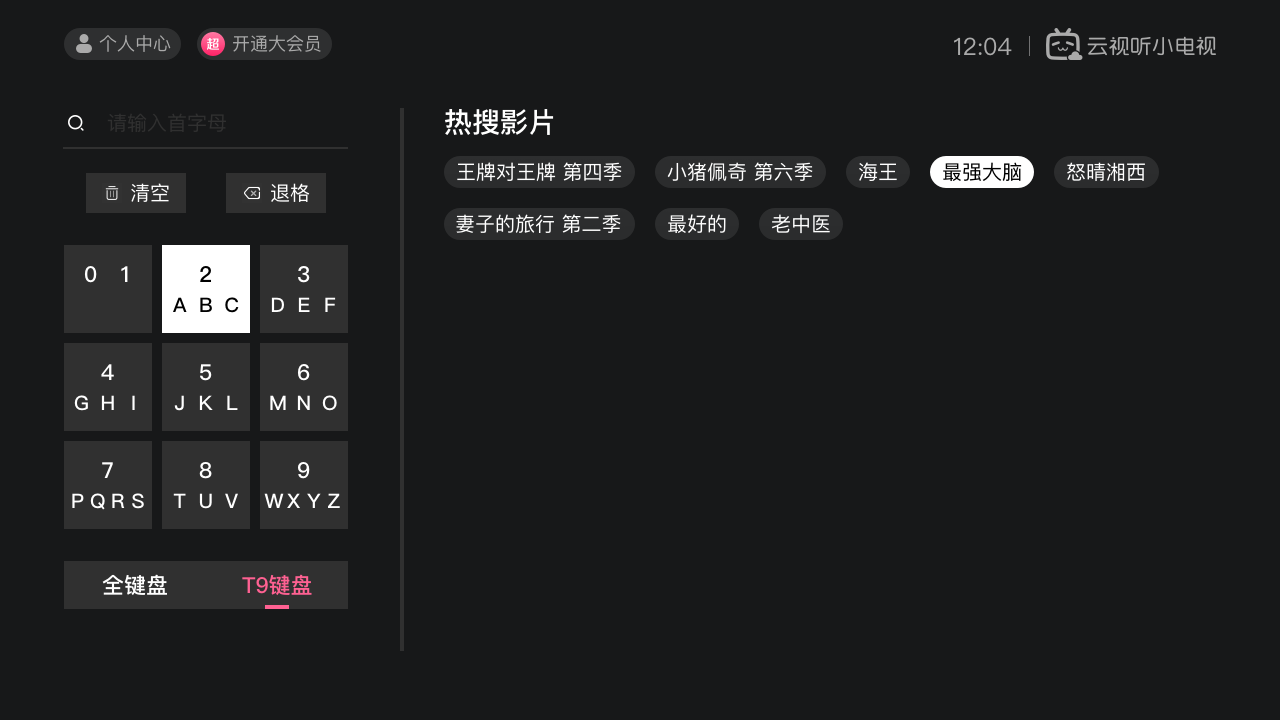 个人中心 超 开通大会员 12:04 云视听小电视
请输入首字母
清空 退格
0 1
2
A B C
3
D E F
4
G H I
5
J K L
6
M N O
7
P Q R S
8
T U V
9
W X Y Z
全键盘 T9键盘
热搜影片
王牌对王牌 第四季 小猪佩奇 第六季 海王 最强大脑 怒晴湘西
妻子的旅行 第二季 最好的 老中医